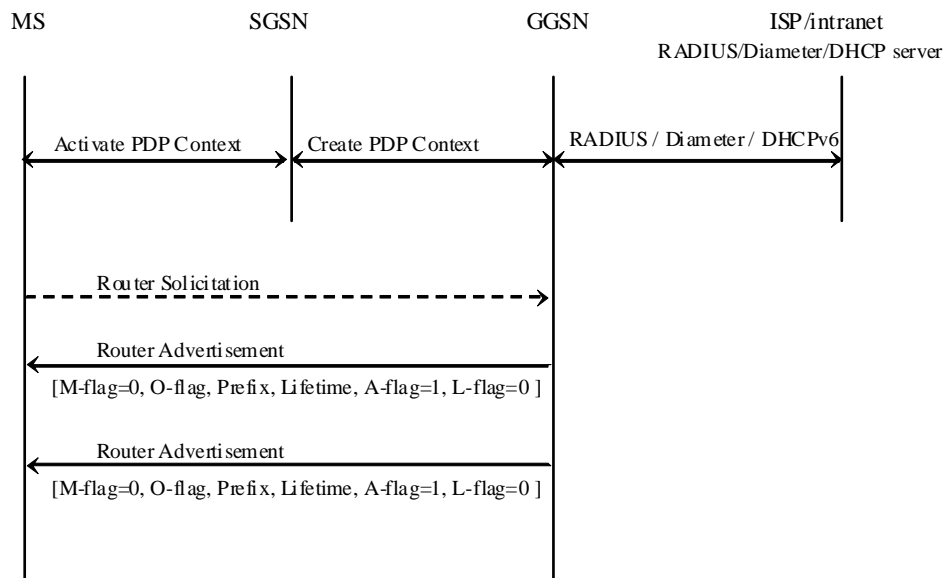 MS SGSN GGSN ISP/intranet
RADIUS/Diameter/DHCP server
Activate PDP Context Create PDP Context RADIUS / Diameter / DHCPv6
Router Solicitation
Router Advertisement
[M-flag=0, O-flag, Prefix, Lifetime, A-flag=1, L-flag=0 ]
Router Advertisement
[M-flag=0, O-flag, Prefix, Lifetime, A-flag=1, L-flag=0 ]